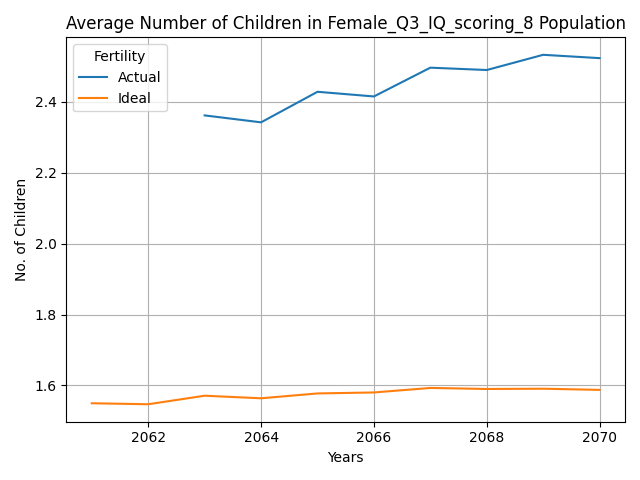 Average Number of Children in Female_Q3_IQ_scoring_8 Population
Fertility
Actual
Ideal
No. of Children
2.4
2.2
2.0
1.8
1.6
2062 2064 2066 2068 2070
Years